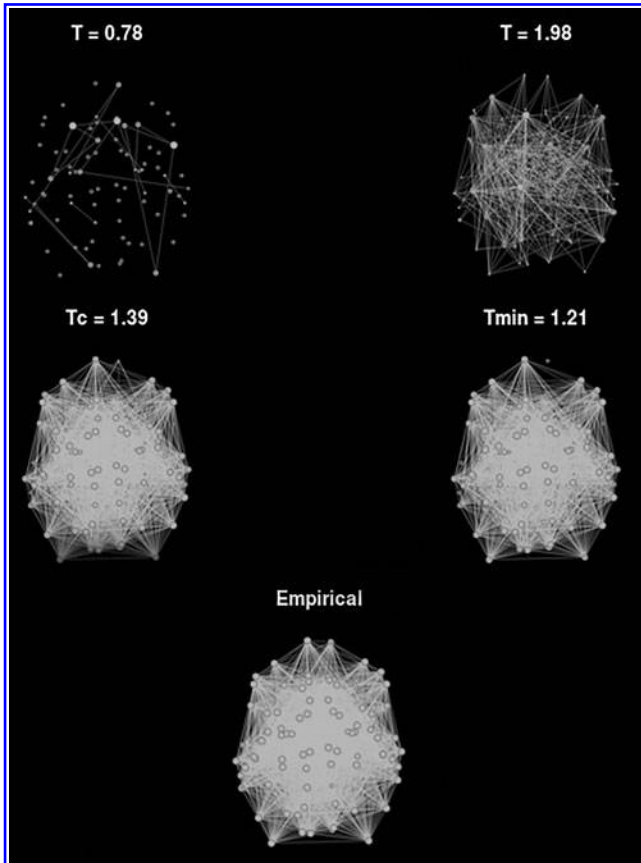 T = 0.78
T = 1.98
Tc = 1.39
Tmin = 1.21
Empirical